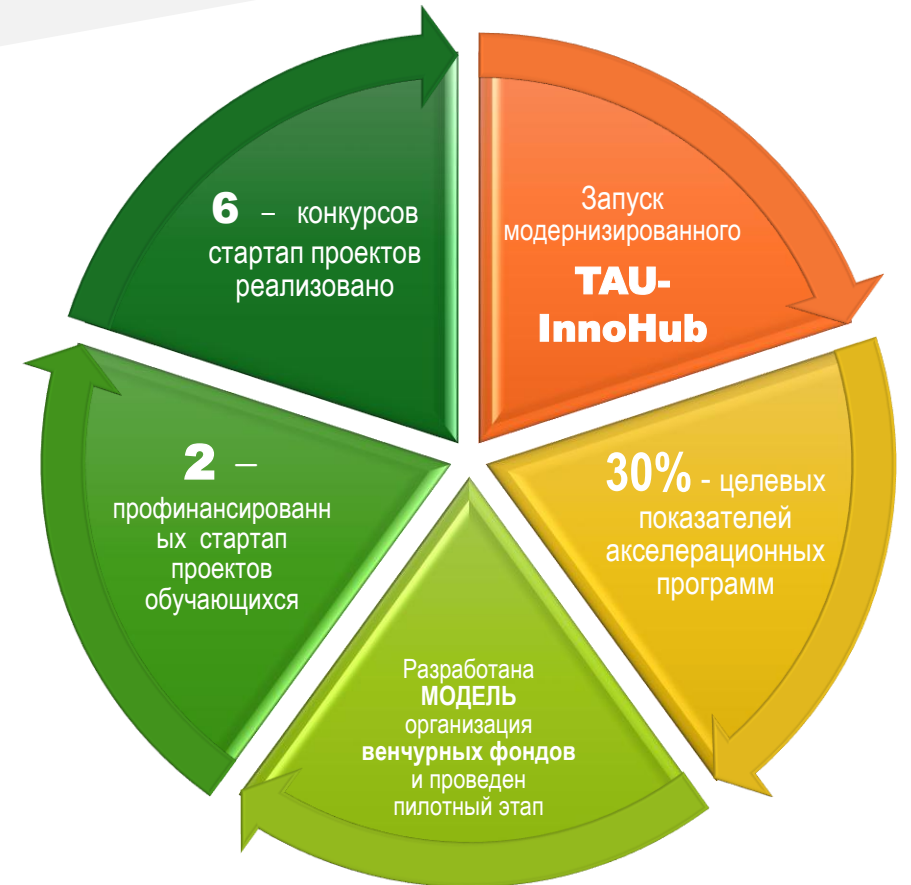 Запуск
модернизированного
TAU-
InnoHub
30% - целевых
показателей
акселерационных
программ
Разработана
МОДЕЛЬ
организация
венчурных фондов
и проведен
пилотный этап
2 –
профинансированн
ых стартап
проектов
обучающихся
6 – конкурсов
стартап проектов
реализовано